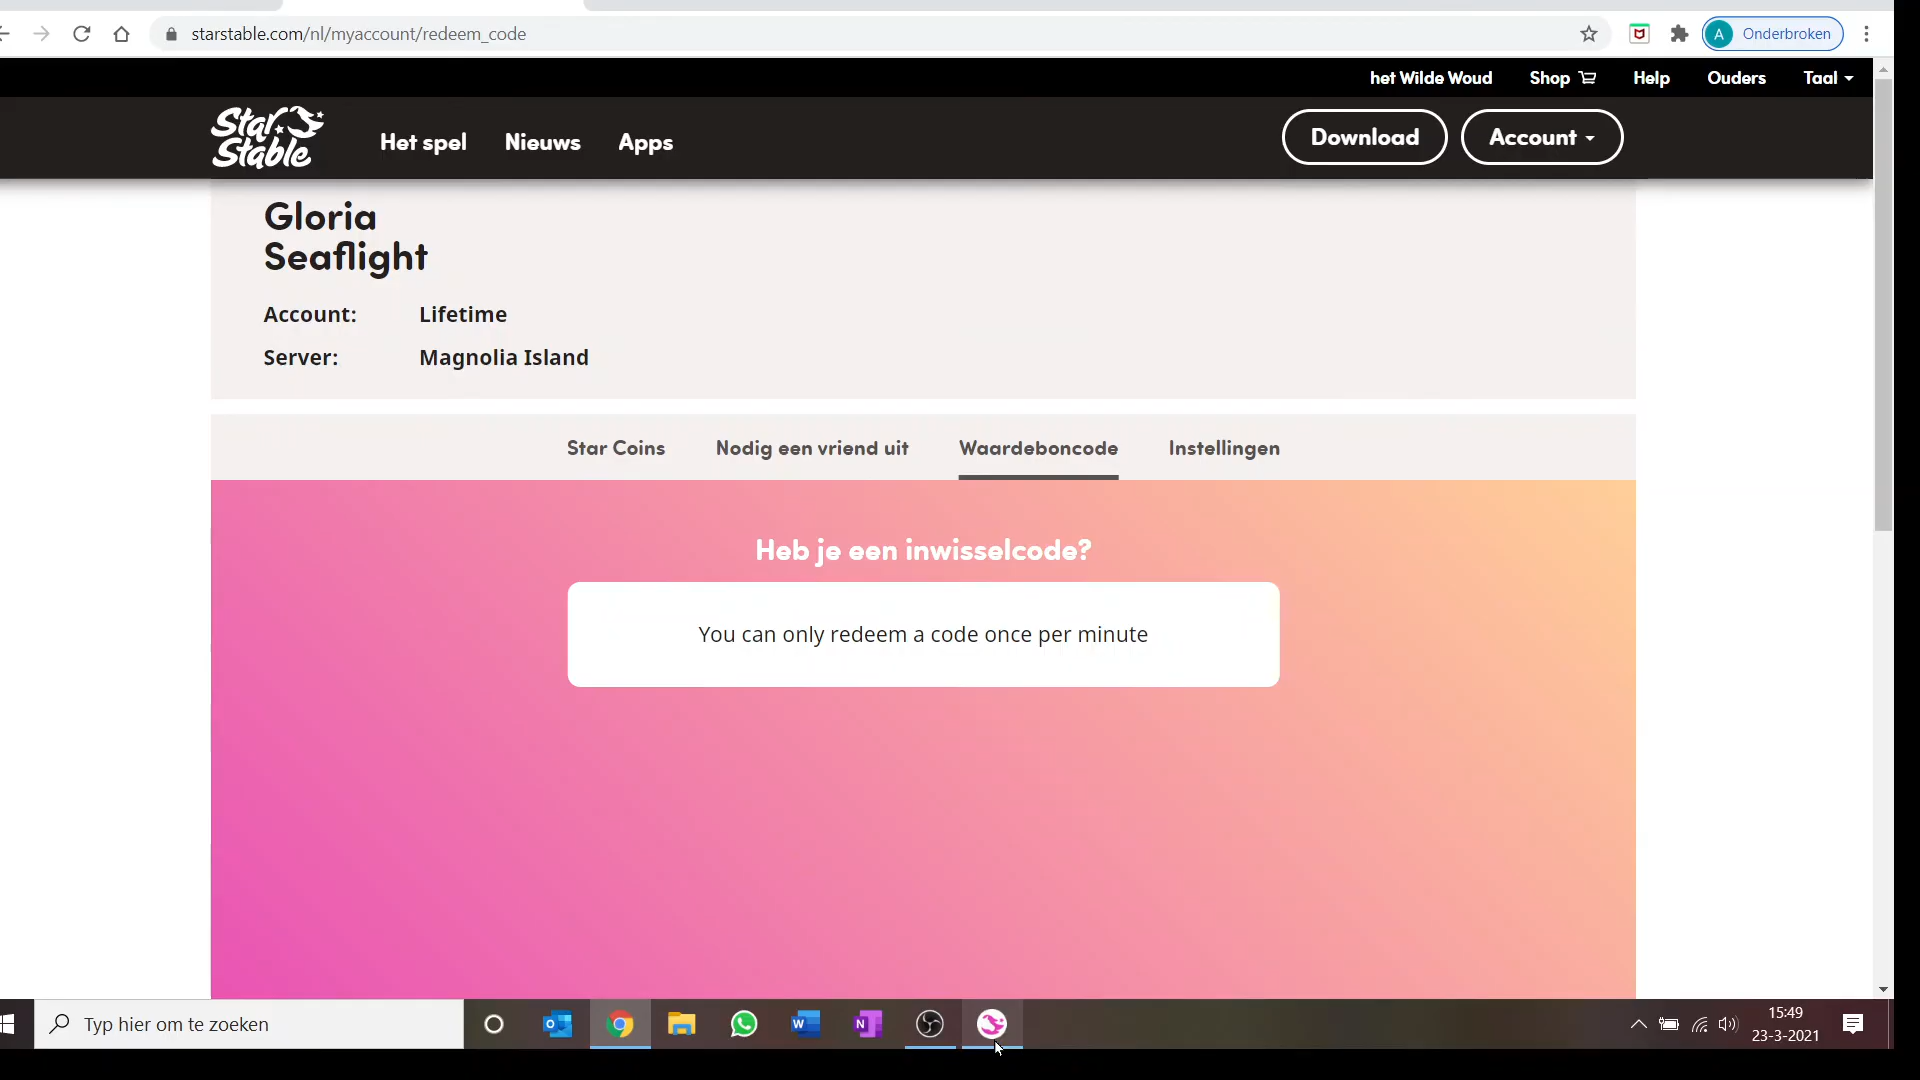 starstable.com/nl/myaccount/redeem_code
A Onderbroken
het Wilde Woud Shop Help Ouders Taal
Star Stable
Het spel Nieuws Apps
Download Account
Gloria
Seaflight
Account: Lifetime
Server: Magnolia Island
Star Coins Nodig een vriend uit Waardeboncode Instellingen
Heb je een inwisselcode?
You can only redeem a code once per minute
Typ hier om te zoeken
15:49
23-3-2021